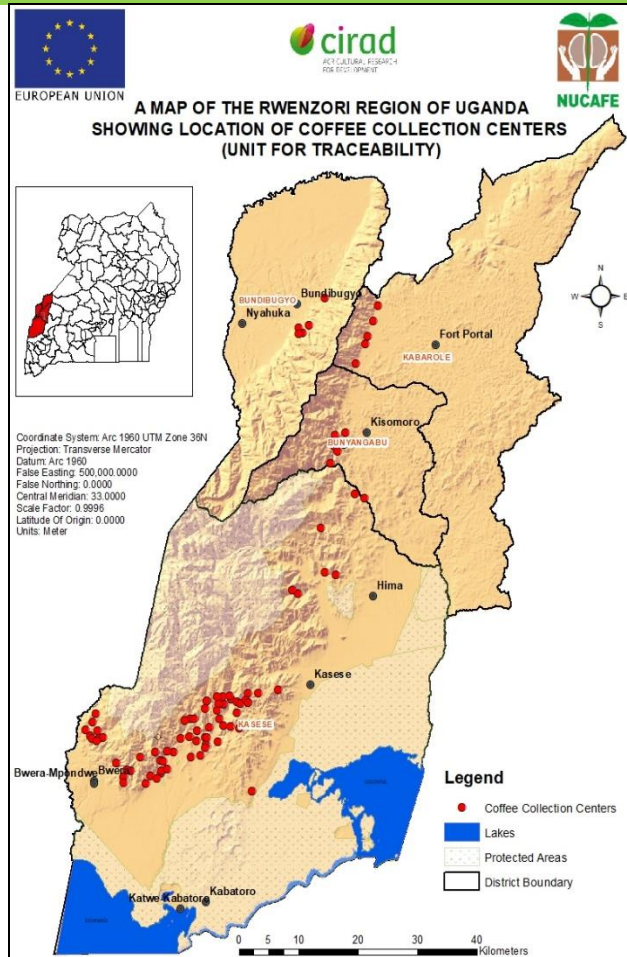 EUROPEAN UNION
cirad
AGRICULTURAL RESEARCH
FOR DEVELOPMENT
NUCAFE
A MAP OF THE RWENZORI REGION OF UGANDA
SHOWING LOCATION OF COFFEE COLLECTION CENTERS
(UNIT FOR TRACEABILITY)
N
W
E
S
BUNDIBUGYO
Bundibugyo
Nyahuka
Fort Portal
KABAROLE
Kisomoro
BUNYANGABU
Coordinate System: Arc 1960 UTM Zone 36N
Projection: Transverse Mercator
Datum: Arc 1960
False Easting: 500,000.0000
False Northing: 0.0000
Central Meridian: 33.0000
Scale Factor: 0.9996
Latitude Of Origin: 0.0000
Units: Meter
Hima
Kasese
KASESE
Bwera-Mpondwe
Bwera
Katwe-Kabatoro
Kabatoro
Legend
Coffee Collection Centers
Lakes
Protected Areas
District Boundary
0 5 10 20 30 40
Kilometers